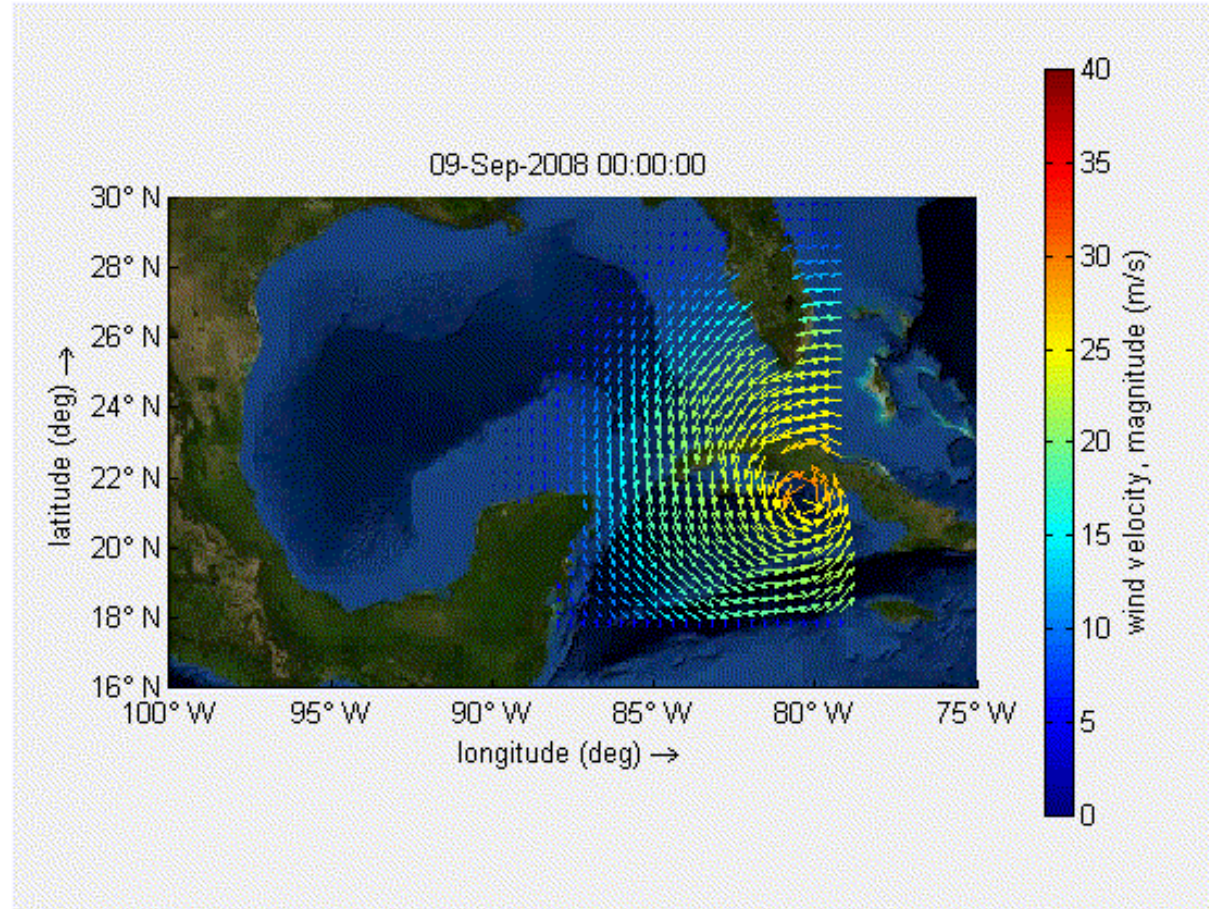 09-Sep-2008 00:00:00
30° N
28° N
26° N
24° N
22° N
20° N
18° N
16° N
latitude (deg) →
100° W
95° W
90° W
85° W
80° W
75° W
longitude (deg) →
40
35
30
25
20
15
10
5
0
wind velocity, magnitude (m/s)